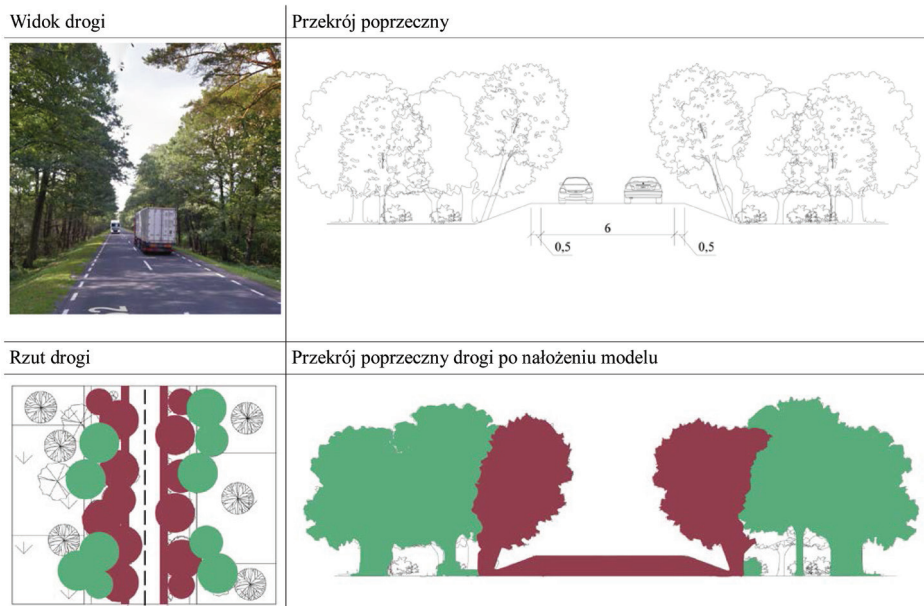 Widok drogi
Przekrój poprzeczny
6
0,5
0,5
Rzut drogi
Przekrój poprzeczny drogi po nałożeniu modelu